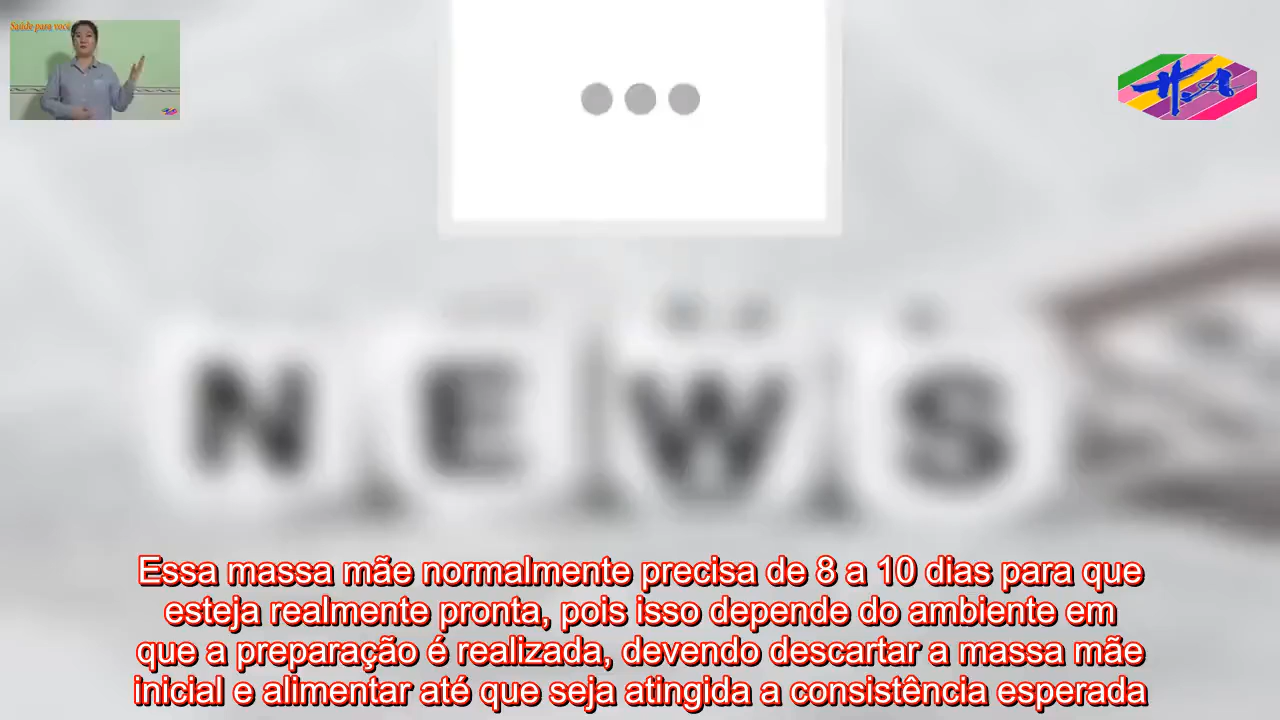 Saúde para você
NEWS
Essa massa mãe normalmente precisa de 8 a 10 dias para que
esteja realmente pronta, pois isso depende do ambiente em
que a preparação é realizada, devendo descartar a massa mãe
inicial e alimentar até que seja atingida a consistência esperada